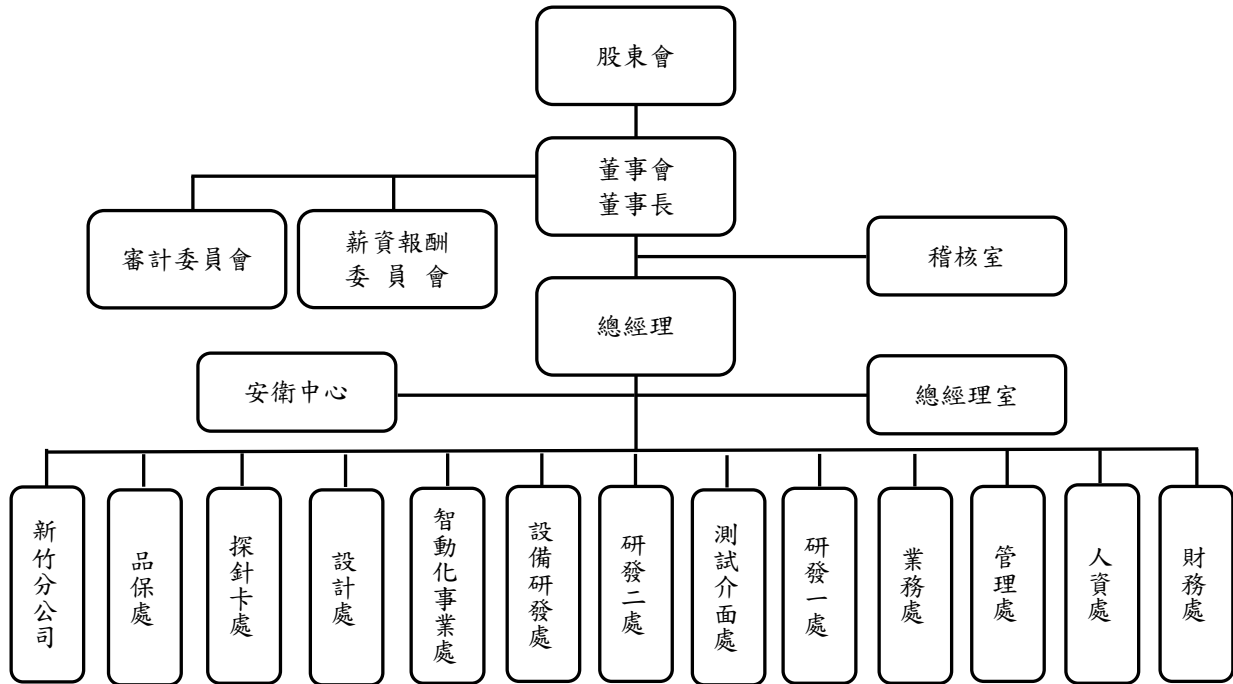 股東會
董事會
董事長
審計委員會
薪資報酬
委 員 會
稽核室
總經理
安衛中心
總經理室
新竹分公司
品保處
探針卡處
設計處
智動化事業處
設備研發處
研發二處
測試介面處
研發一處
業務處
管理處
人資處
財務處